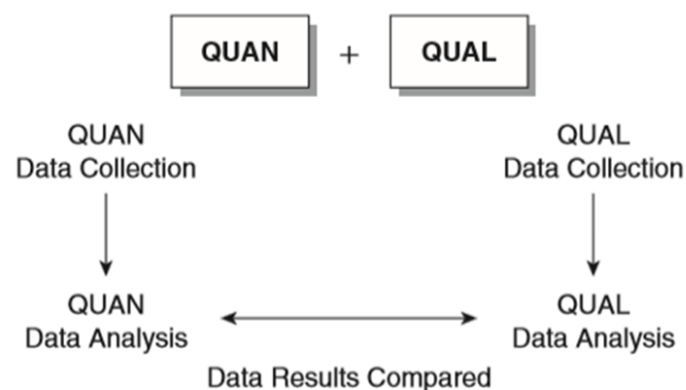 QUAN + QUAL
QUAN
Data Collection
QUAL
Data Collection
QUAN
Data Analysis
QUAL
Data Analysis
Data Results Compared